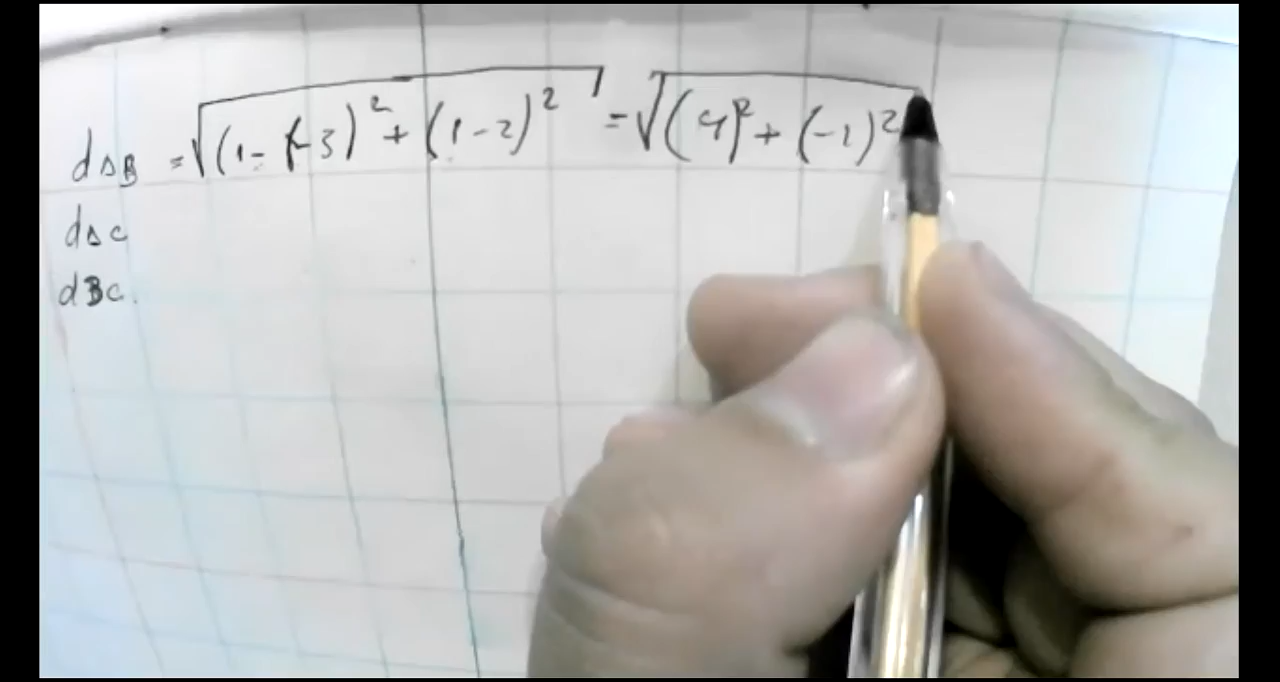 dAB = √(1-(-3)² + (1-2)² = √(4)² + (-1)²
dAC
dBC.